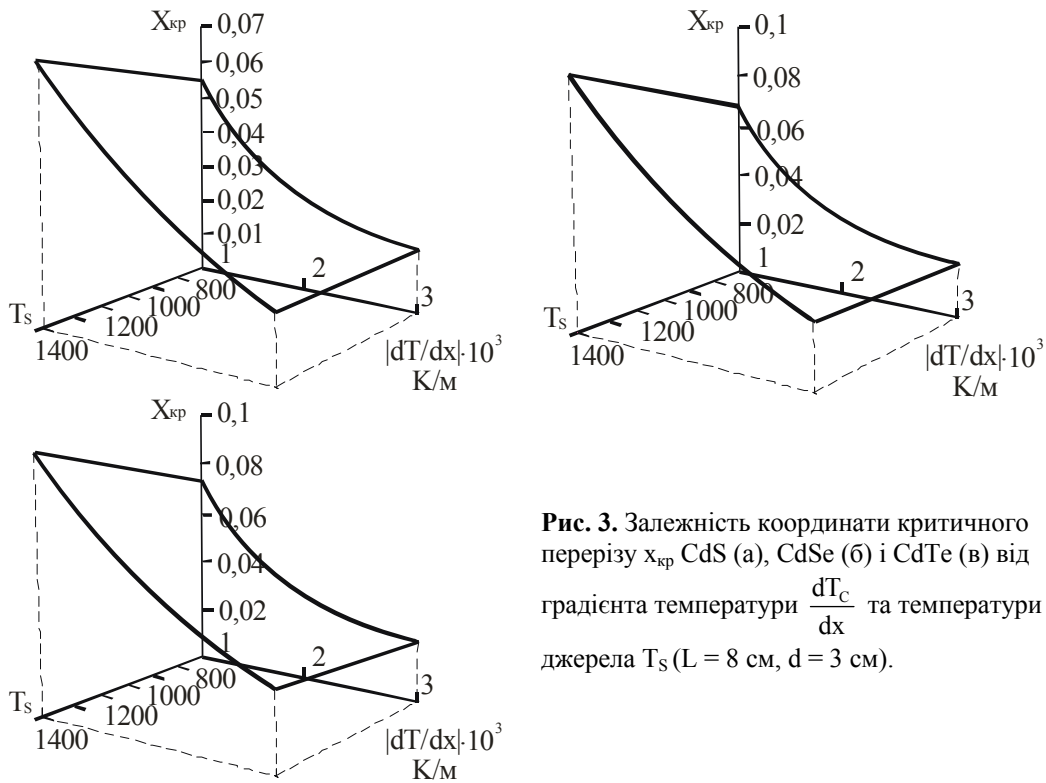 Xкр
0,07
0,06
0,05
0,04
0,03
0,02
0,01
1
2
3
800
1000
1200
1400
TS
|dT/dx|·10³
К/м
Xкр
0,1
0,08
0,06
0,04
0,02
1
2
3
800
1000
1200
1400
TS
|dT/dx|·10³
К/м
Xкр
0,1
0,08
0,06
0,04
0,02
1
2
3
800
1000
1200
1400
TS
|dT/dx|·10³
К/м
Рис. 3. Залежність координати критичного
перерізу xкр CdS (а), CdSe (б) і CdTe (в) від
градієнта температури dTC/dx та температури
джерела TS (L = 8 см, d = 3 см).